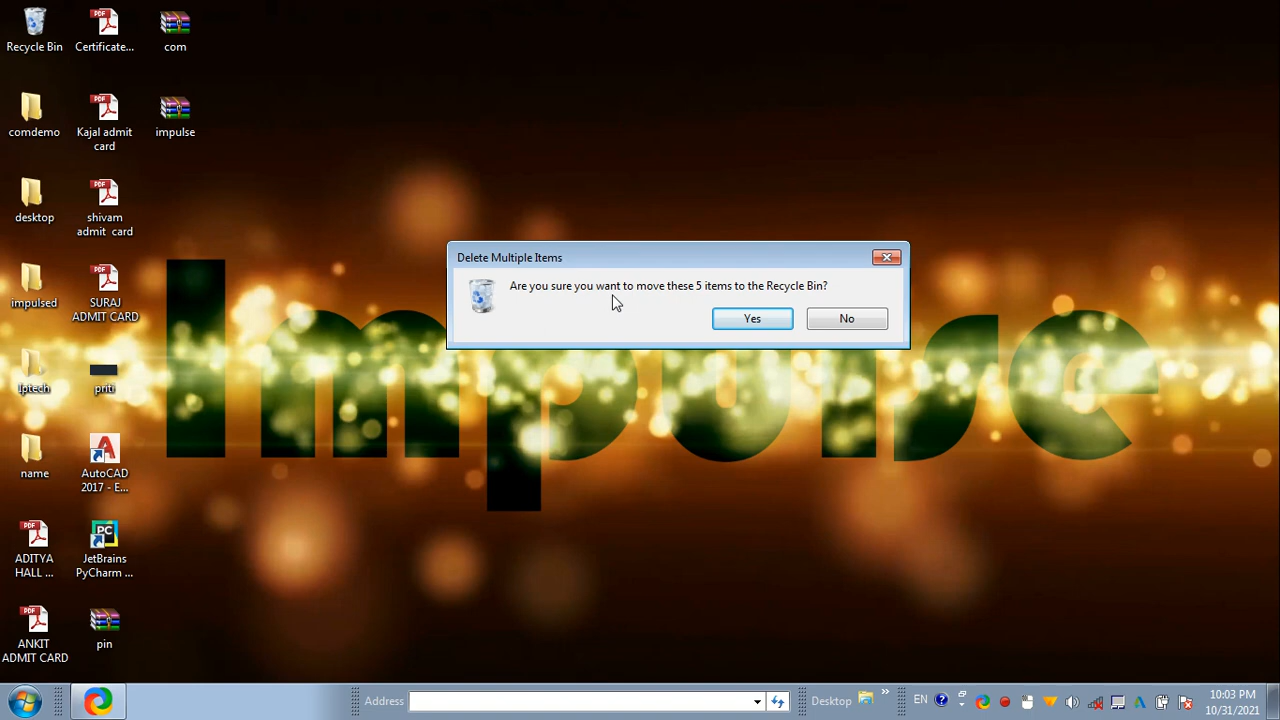 Recycle Bin
Certificate...
com
comdemo
Kajal admit
card
impulse
desktop
shivam
admit card
impulsed
SURAJ
ADMIT CARD
lptech
priti
name
AutoCAD
2017 - E...
ADITYA
HALL ...
JetBrains
PyCharm ...
ANKIT
ADMIT CARD
pin
Impulse
Delete Multiple Items
Are you sure you want to move these 5 items to the Recycle Bin?
Yes
No
Address
Desktop
»
EN
10:03 PM
10/31/2021